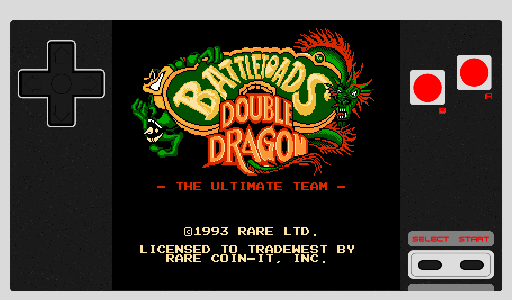 BATTLETOADS
DOUBLE
DRAGON
- THE ULTIMATE TEAM -
©1993 RARE LTD.
LICENSED TO TRADEWEST BY
RARE COIN-IT, INC.
A
B
SELECT START